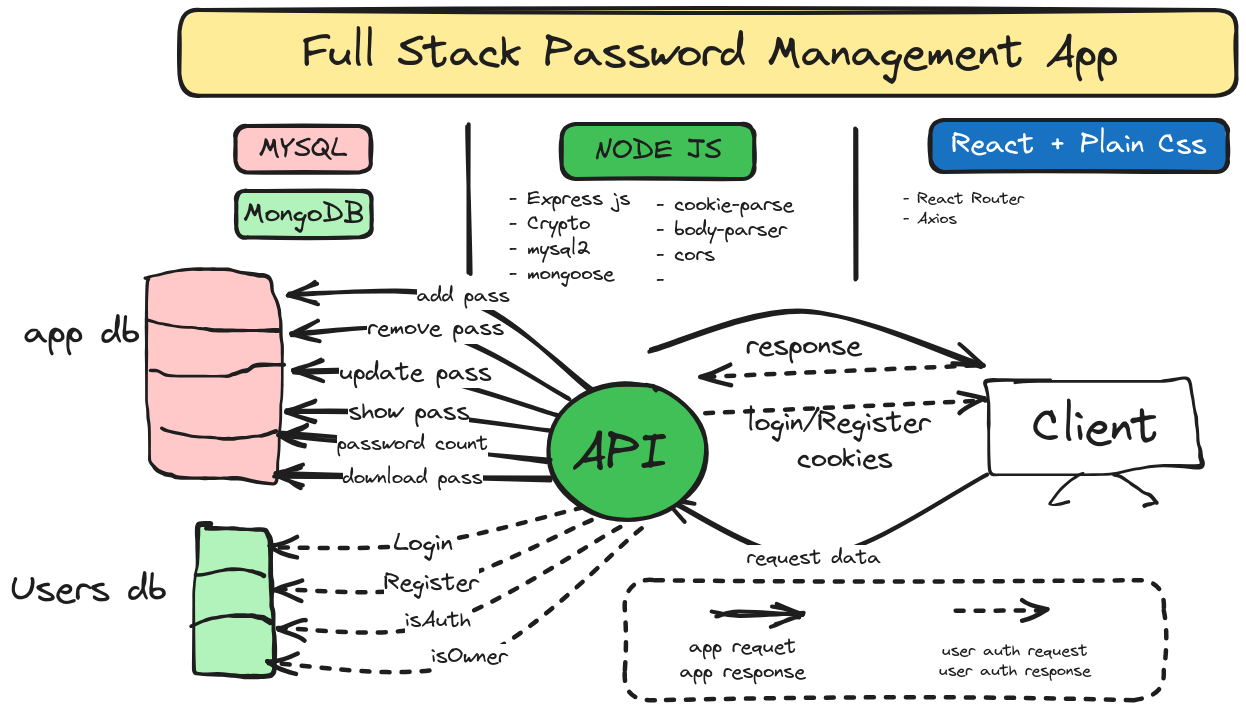 Full Stack Password Management App
MYSQL
MongoDB
NODE JS
- Express js
- Crypto
- mysql2
- mongoose
- cookie-parse
- body-parser
- cors
-
React + Plain Css
- React Router
- Axios
app db
add pass
remove pass
update pass
show pass
password count
download pass
API
response
login/Register
cookies
Client
request data
Users db
Login
Register
isAuth
isOwner
app requet
app response
user auth request
user auth response